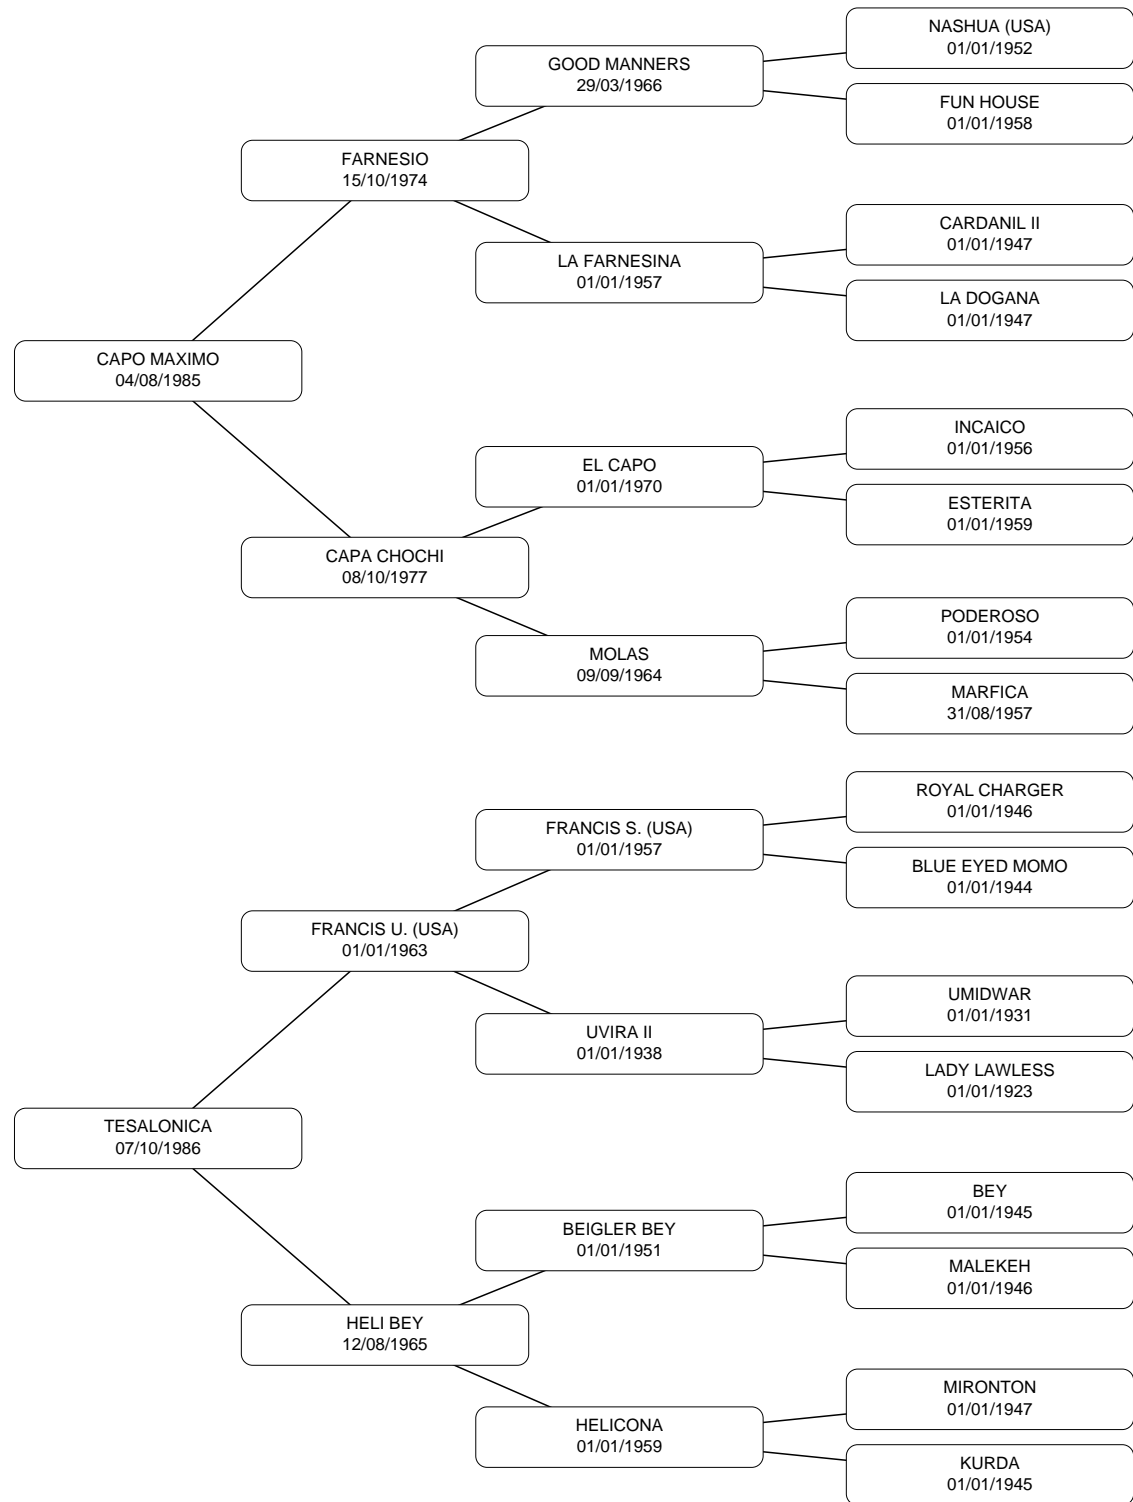 NASHUA (USA)
01/01/1952
GOOD MANNERS
29/03/1966
FUN HOUSE
01/01/1958
FARNESIO
15/10/1974
CARDANIL II
01/01/1947
LA FARNESINA
01/01/1957
LA DOGANA
01/01/1947
CAPO MAXIMO
04/08/1985
INCAICO
01/01/1956
EL CAPO
01/01/1970
ESTERITA
01/01/1959
CAPA CHOCHI
08/10/1977
PODEROSO
01/01/1954
MOLAS
09/09/1964
MARFICA
31/08/1957
ROYAL CHARGER
01/01/1946
FRANCIS S. (USA)
01/01/1957
BLUE EYED MOMO
01/01/1944
FRANCIS U. (USA)
01/01/1963
UMIDWAR
01/01/1931
UVIRA II
01/01/1938
LADY LAWLESS
01/01/1923
TESALONICA
07/10/1986
BEY
01/01/1945
BEIGLER BEY
01/01/1951
MALEKEH
01/01/1946
HELI BEY
12/08/1965
MIRONTON
01/01/1947
HELICONA
01/01/1959
KURDA
01/01/1945